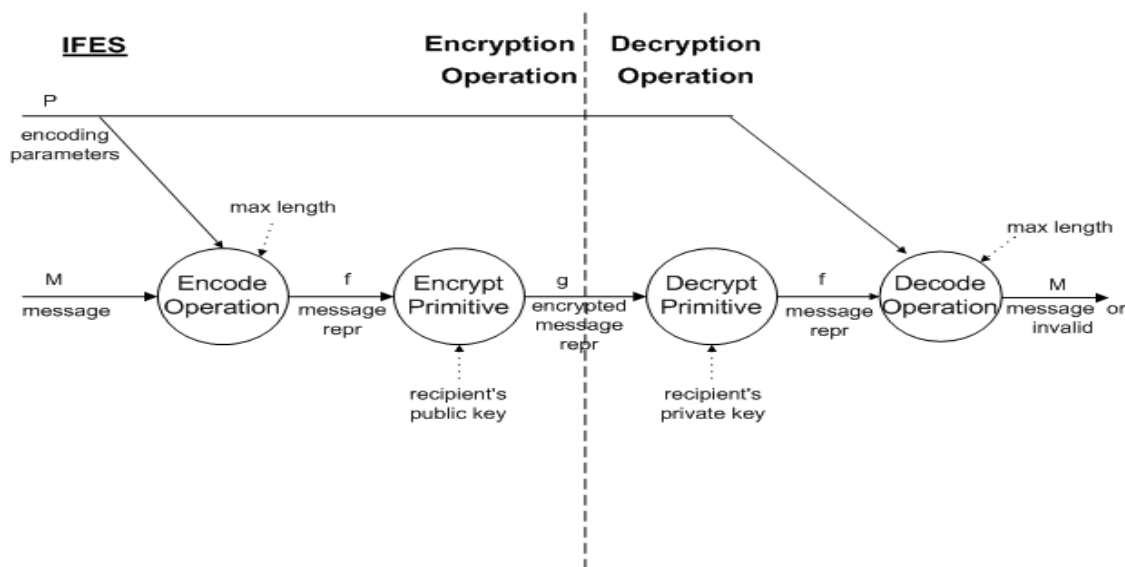 IFES
Encryption
Operation
Decryption
Operation
P
encoding
parameters
max length
max length
M
message
Encode
Operation
f
message
repr
Encrypt
Primitive
g
encrypted
message
repr
Decrypt
Primitive
f
message
repr
Decode
Operation
M
message or
invalid
recipient's
public key
recipient's
private key